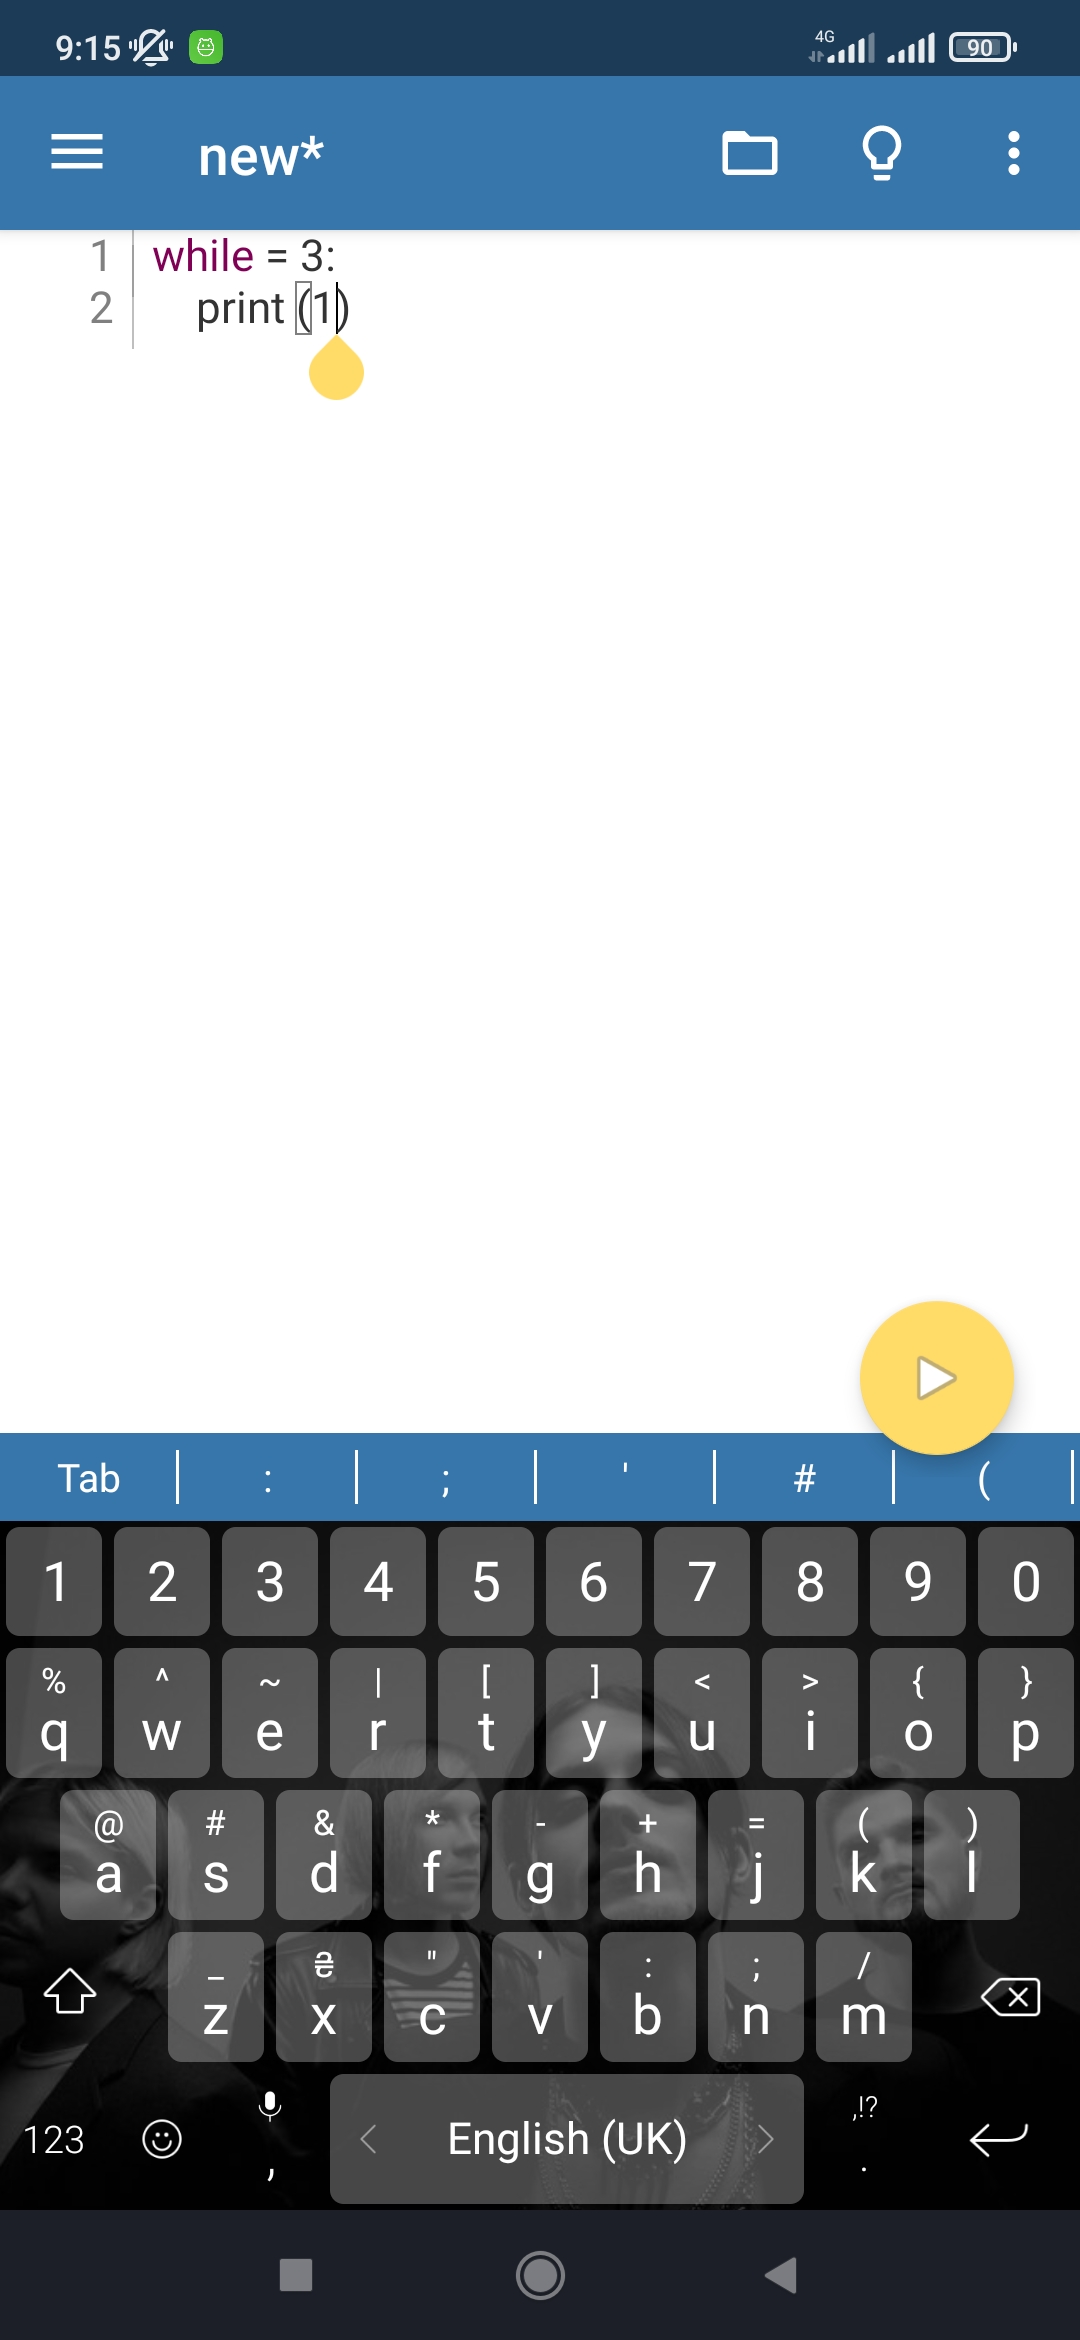 9:15
4G
90
new*
1 while = 3:
2 print (1)
Tab : ; ' # (
1 2 3 4 5 6 7 8 9 0
% ^ ~ | [ ] < > { }
q w e r t y u i o p
@ # & * - + = ( )
a s d f g h j k l
_ ₴ " ' : ; /
z x c v b n m
,!?
123 , English (UK) .